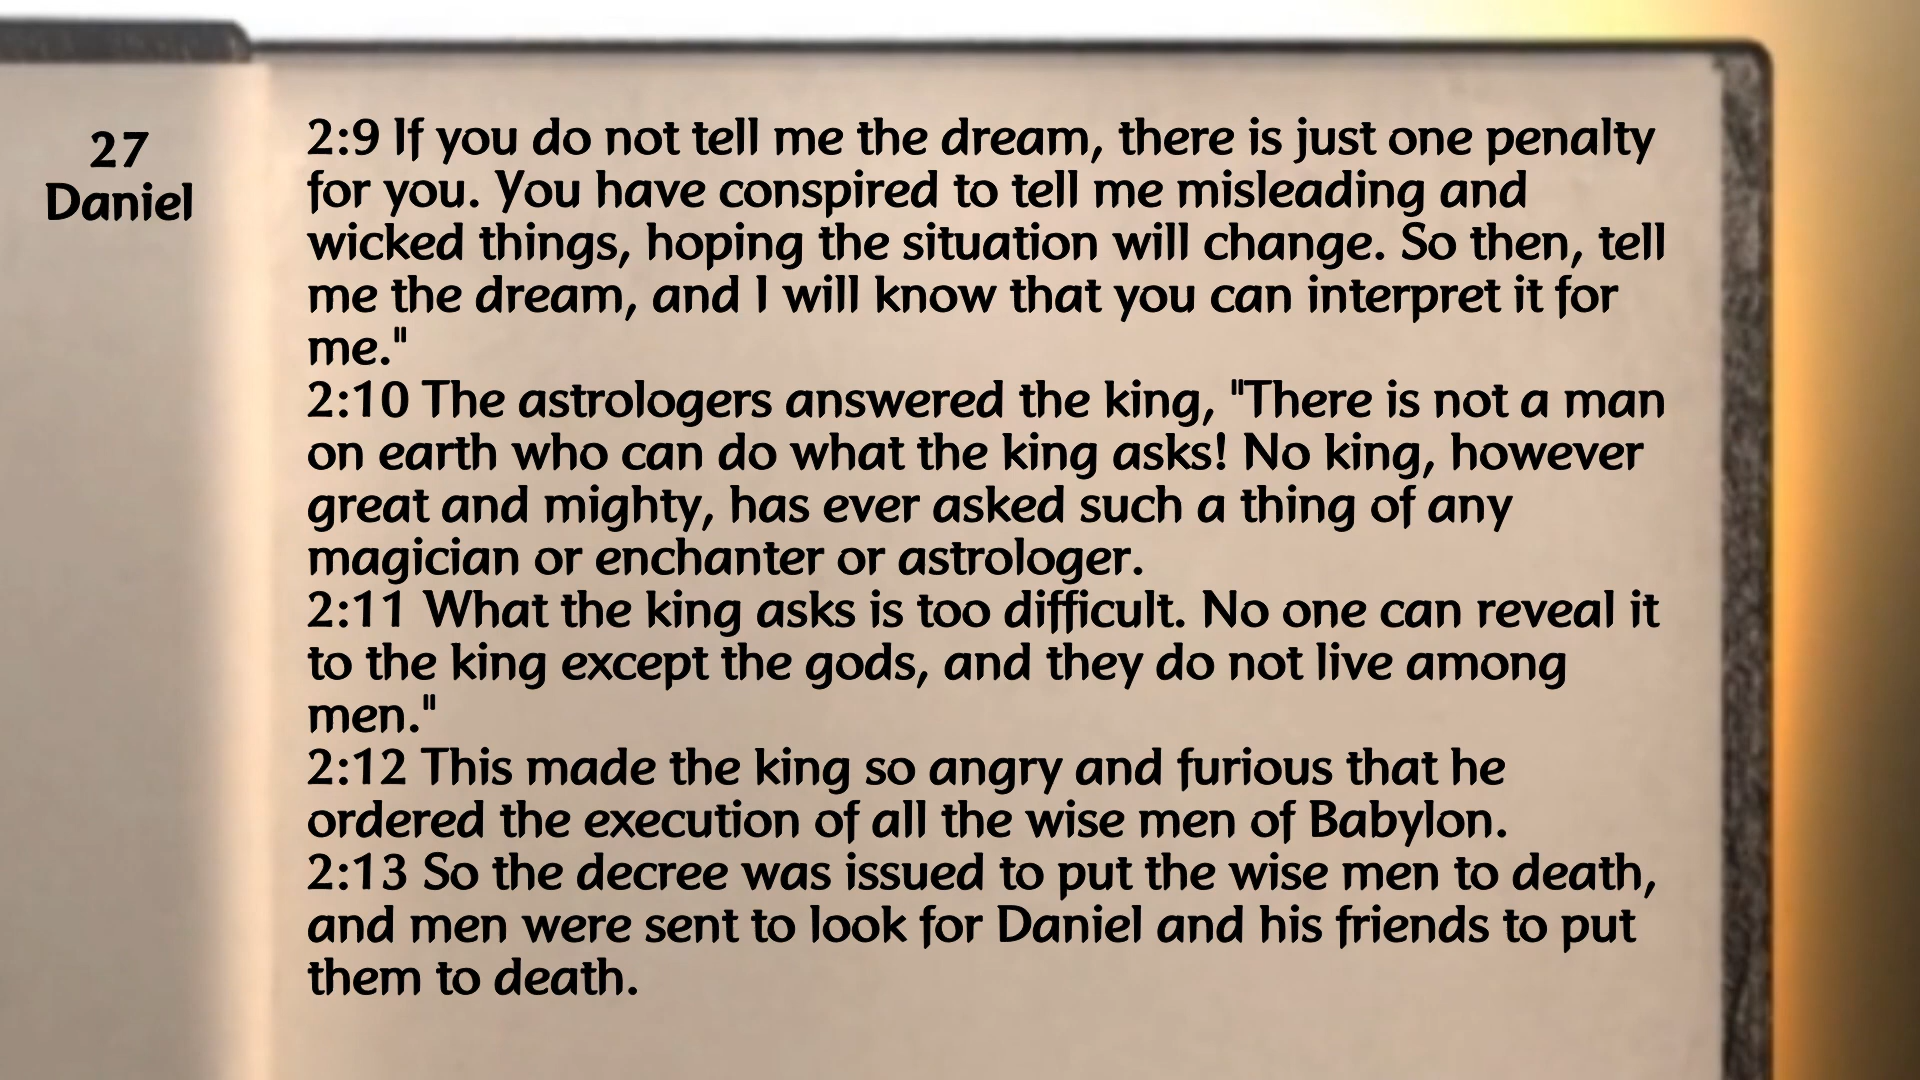 27
Daniel
2:9 If you do not tell me the dream, there is just one penalty
for you. You have conspired to tell me misleading and
wicked things, hoping the situation will change. So then, tell
me the dream, and I will know that you can interpret it for
me."
2:10 The astrologers answered the king, "There is not a man
on earth who can do what the king asks! No king, however
great and mighty, has ever asked such a thing of any
magician or enchanter or astrologer.
2:11 What the king asks is too difficult. No one can reveal it
to the king except the gods, and they do not live among
men."
2:12 This made the king so angry and furious that he
ordered the execution of all the wise men of Babylon.
2:13 So the decree was issued to put the wise men to death,
and men were sent to look for Daniel and his friends to put
them to death.